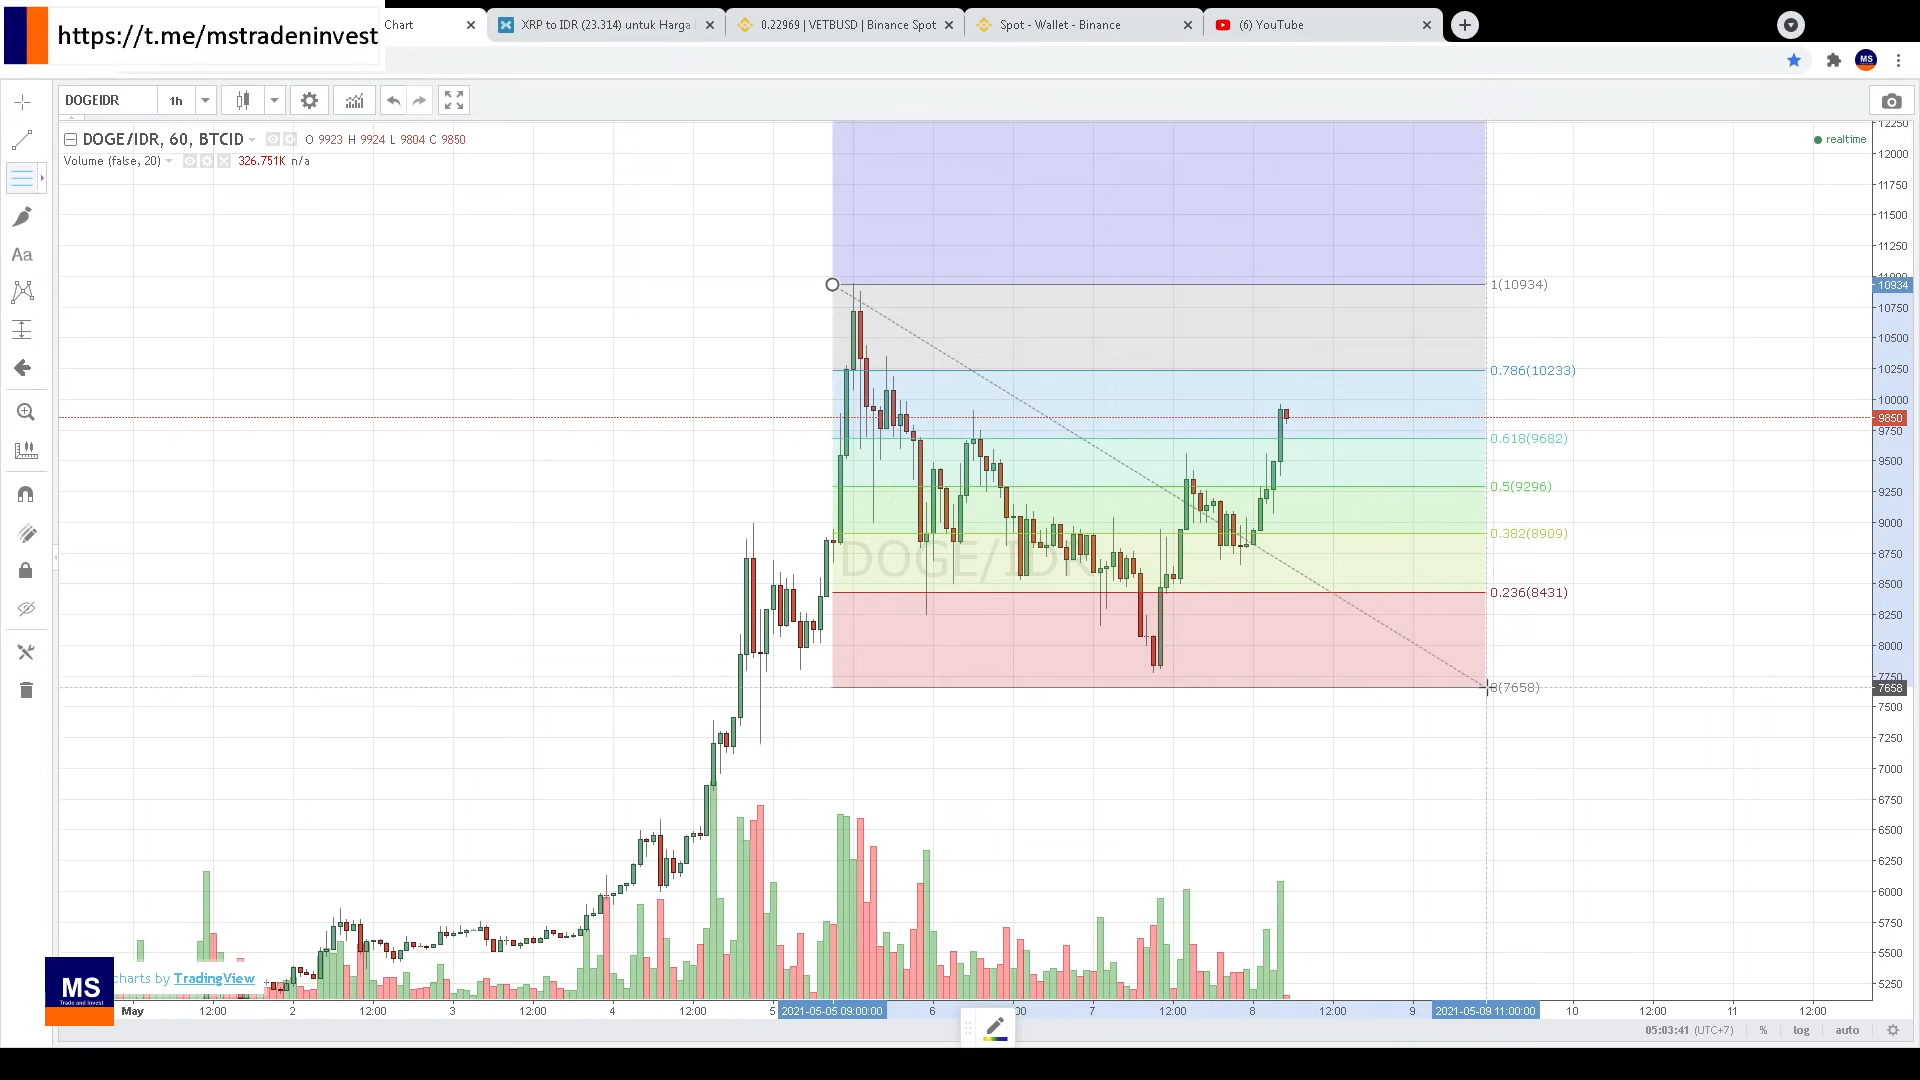 https://t.me/mstradeninvest
Chart
XRP to IDR (23.314) untuk Harga
0.22969 | VETBUSD | Binance Spot
Spot - Wallet - Binance
(6) YouTube
MS
DOGEIDR
1h
DOGE/IDR, 60, BTCID
O 9923 H 9924 L 9804 C 9850
realtime
Volume (false, 20)
326.751K n/a
Aa
DOGE/IDR
1(10934)
0.786(10233)
0.618(9682)
0.5(9296)
0.382(8909)
0.236(8431)
(7658)
12250
12000
11750
11500
11250
11000
10934
10750
10500
10250
10000
9850
9750
9500
9250
9000
8750
8500
8250
8000
7750
7658
7500
7250
7000
6750
6500
6250
6000
5750
5500
5250
MS
Trade and Invest
charts by TradingView
May
12:00
2
12:00
3
12:00
4
12:00
5
2021-05-05 09:00:00
6
7
12:00
8
12:00
9
2021-05-09 11:00:00
10
12:00
11
12:00
05:03:41 (UTC+7)
%
log
auto